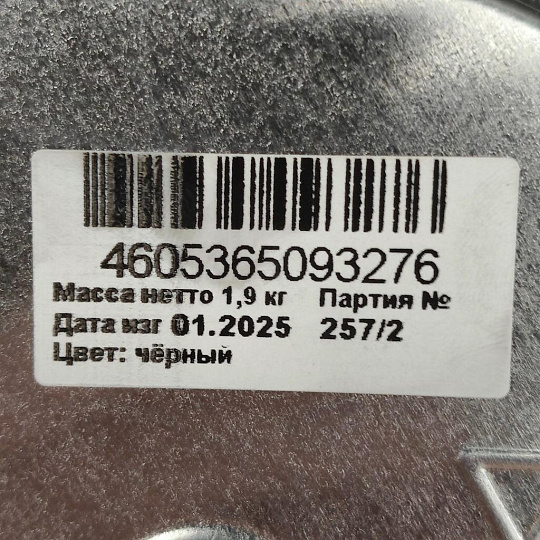 4605365093276
Масса нетто 1,9 кг Партия №
Дата изг 01.2025 257/2
Цвет: чёрный